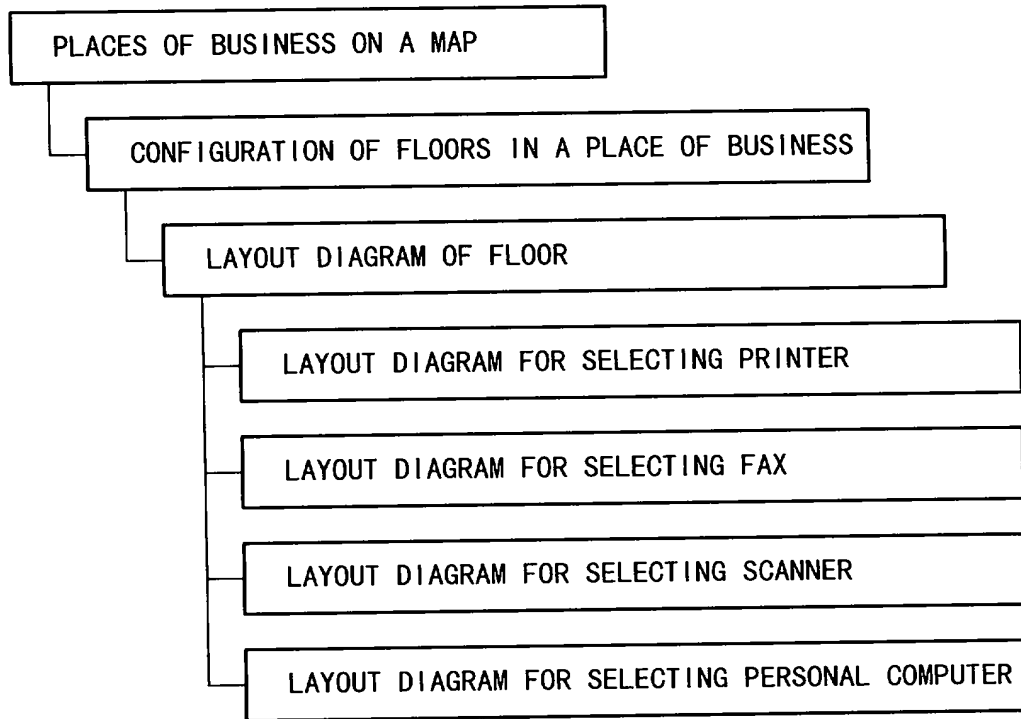 PLACES OF BUSINESS ON A MAP
CONFIGURATION OF FLOORS IN A PLACE OF BUSINESS
LAYOUT DIAGRAM OF FLOOR
LAYOUT DIAGRAM FOR SELECTING PRINTER
LAYOUT DIAGRAM FOR SELECTING FAX
LAYOUT DIAGRAM FOR SELECTING SCANNER
LAYOUT DIAGRAM FOR SELECTING PERSONAL COMPUTER